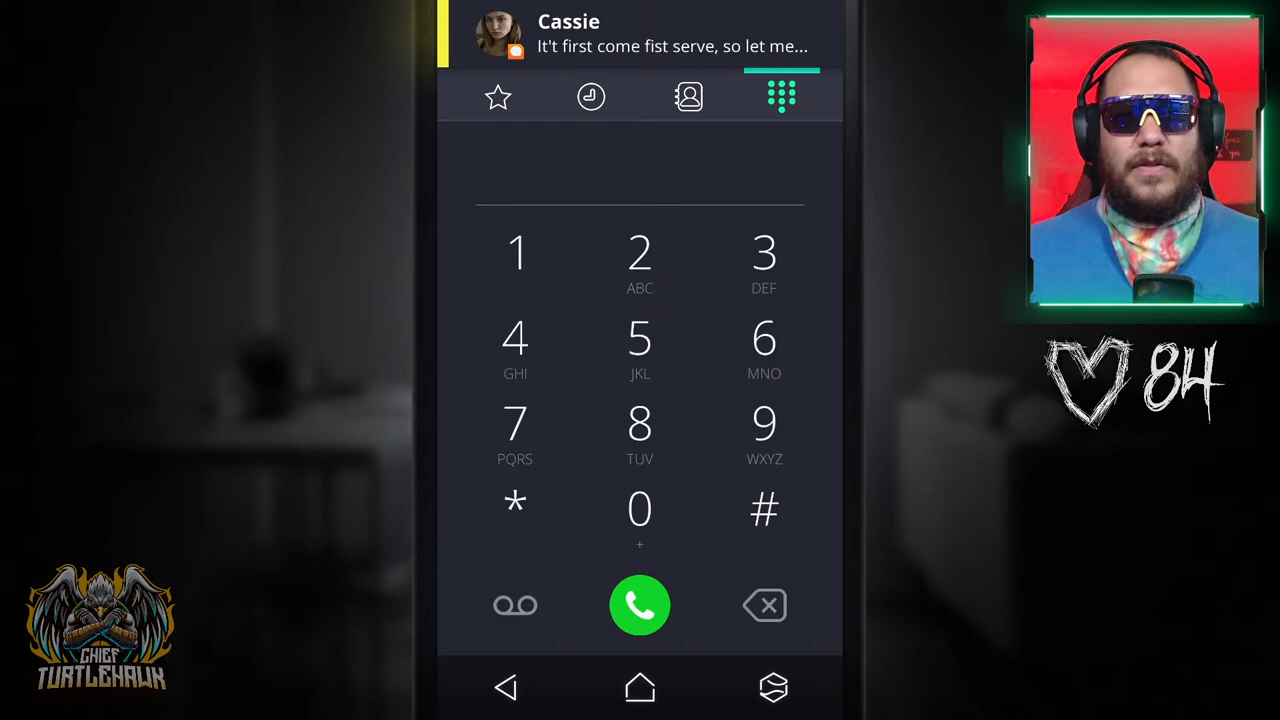 Cassie
It't first come fist serve, so let me...
1
2
3
ABC
DEF
4
5
6
GHI
JKL
MNO
7
8
9
PQRS
TUV
WXYZ
*
0
#
+
84
CHIEF
TURTLEHAWK